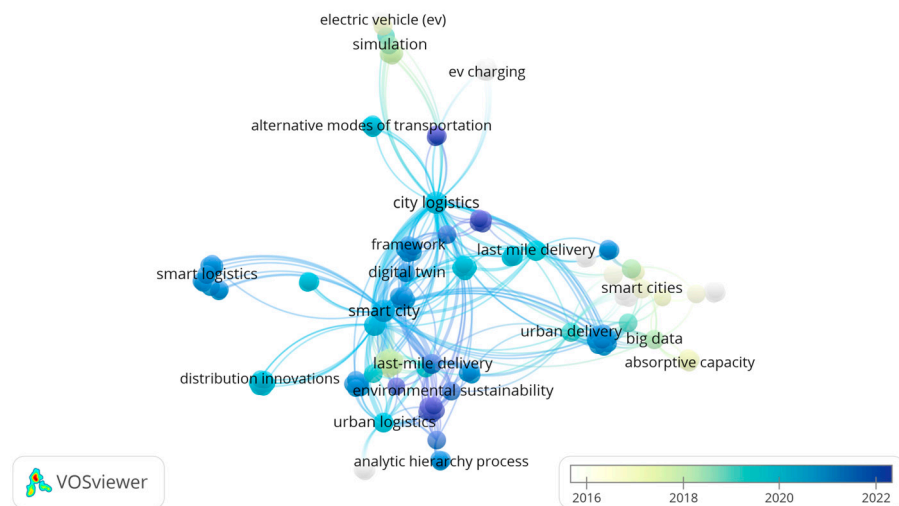 electric vehicle (ev)
simulation
ev charging
alternative modes of transportation
city logistics
framework
last mile delivery
smart logistics
digital twin
smart cities
smart city
urban delivery
big data
last-mile delivery
absorptive capacity
distribution innovations
environmental sustainability
urban logistics
analytic hierarchy process
VOSviewer
2016
2018
2020
2022